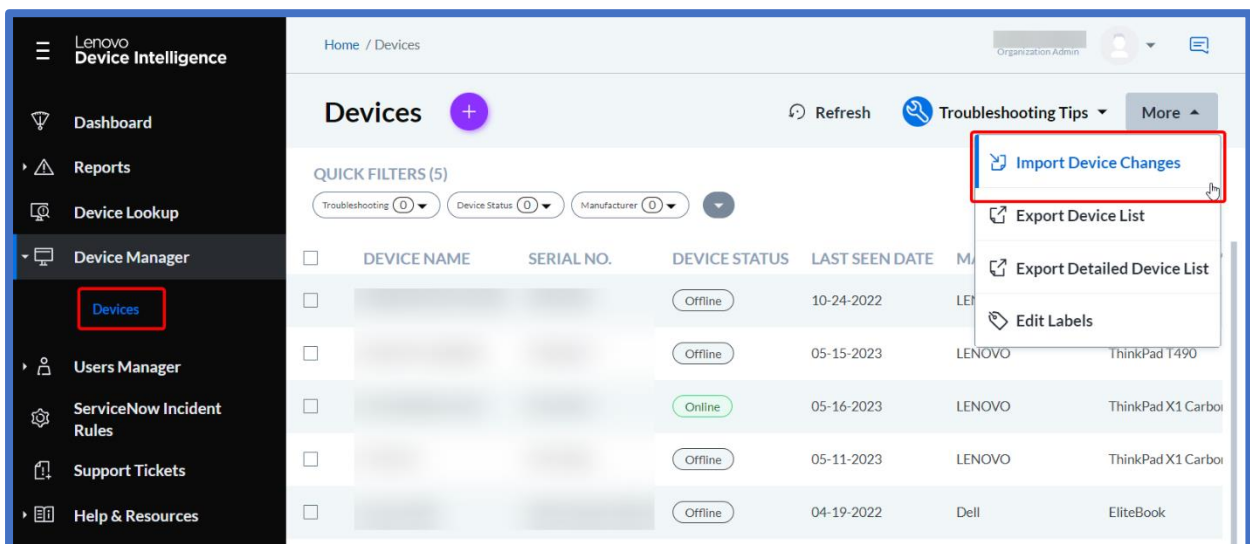 Lenovo
Device Intelligence
Dashboard
Reports
Device Lookup
Device Manager
Devices
Users Manager
ServiceNow Incident
Rules
Support Tickets
Help & Resources
Home / Devices
Organization Admin
Devices
Refresh
Troubleshooting Tips
More
Import Device Changes
Export Device List
Export Detailed Device List
Edit Labels
QUICK FILTERS (5)
Troubleshooting 0 Device Status 0 Manufacturer 0
DEVICE NAME SERIAL NO. DEVICE STATUS LAST SEEN DATE
Offline 10-24-2022
Offline 05-15-2023 LENOVO ThinkPad T490
Online 05-16-2023 LENOVO ThinkPad X1
Offline 05-11-2023 LENOVO ThinkPad X1
Offline 04-19-2022 Dell EliteBook